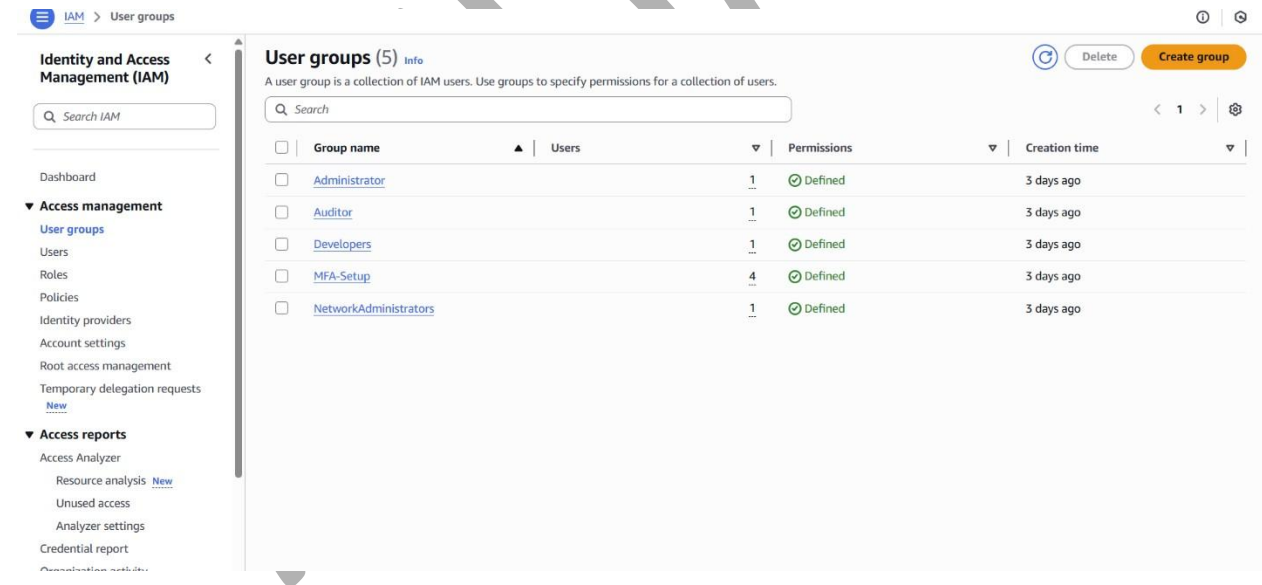 IAM > User groups
Identity and Access Management (IAM)
Search IAM
Dashboard
Access management
User groups
Users
Roles
Policies
Identity providers
Account settings
Root access management
Temporary delegation requests
New
Access reports
Access Analyzer
Resource analysis New
Unused access
Analyzer settings
Credential report
Organization activity
User groups (5) Info
Delete
Create group
A user group is a collection of IAM users. Use groups to specify permissions for a collection of users.
Search
1
Group name Users Permissions Creation time
Administrator 1 Defined 3 days ago
Auditor 1 Defined 3 days ago
Developers 1 Defined 3 days ago
MFA-Setup 4 Defined 3 days ago
NetworkAdministrators 1 Defined 3 days ago